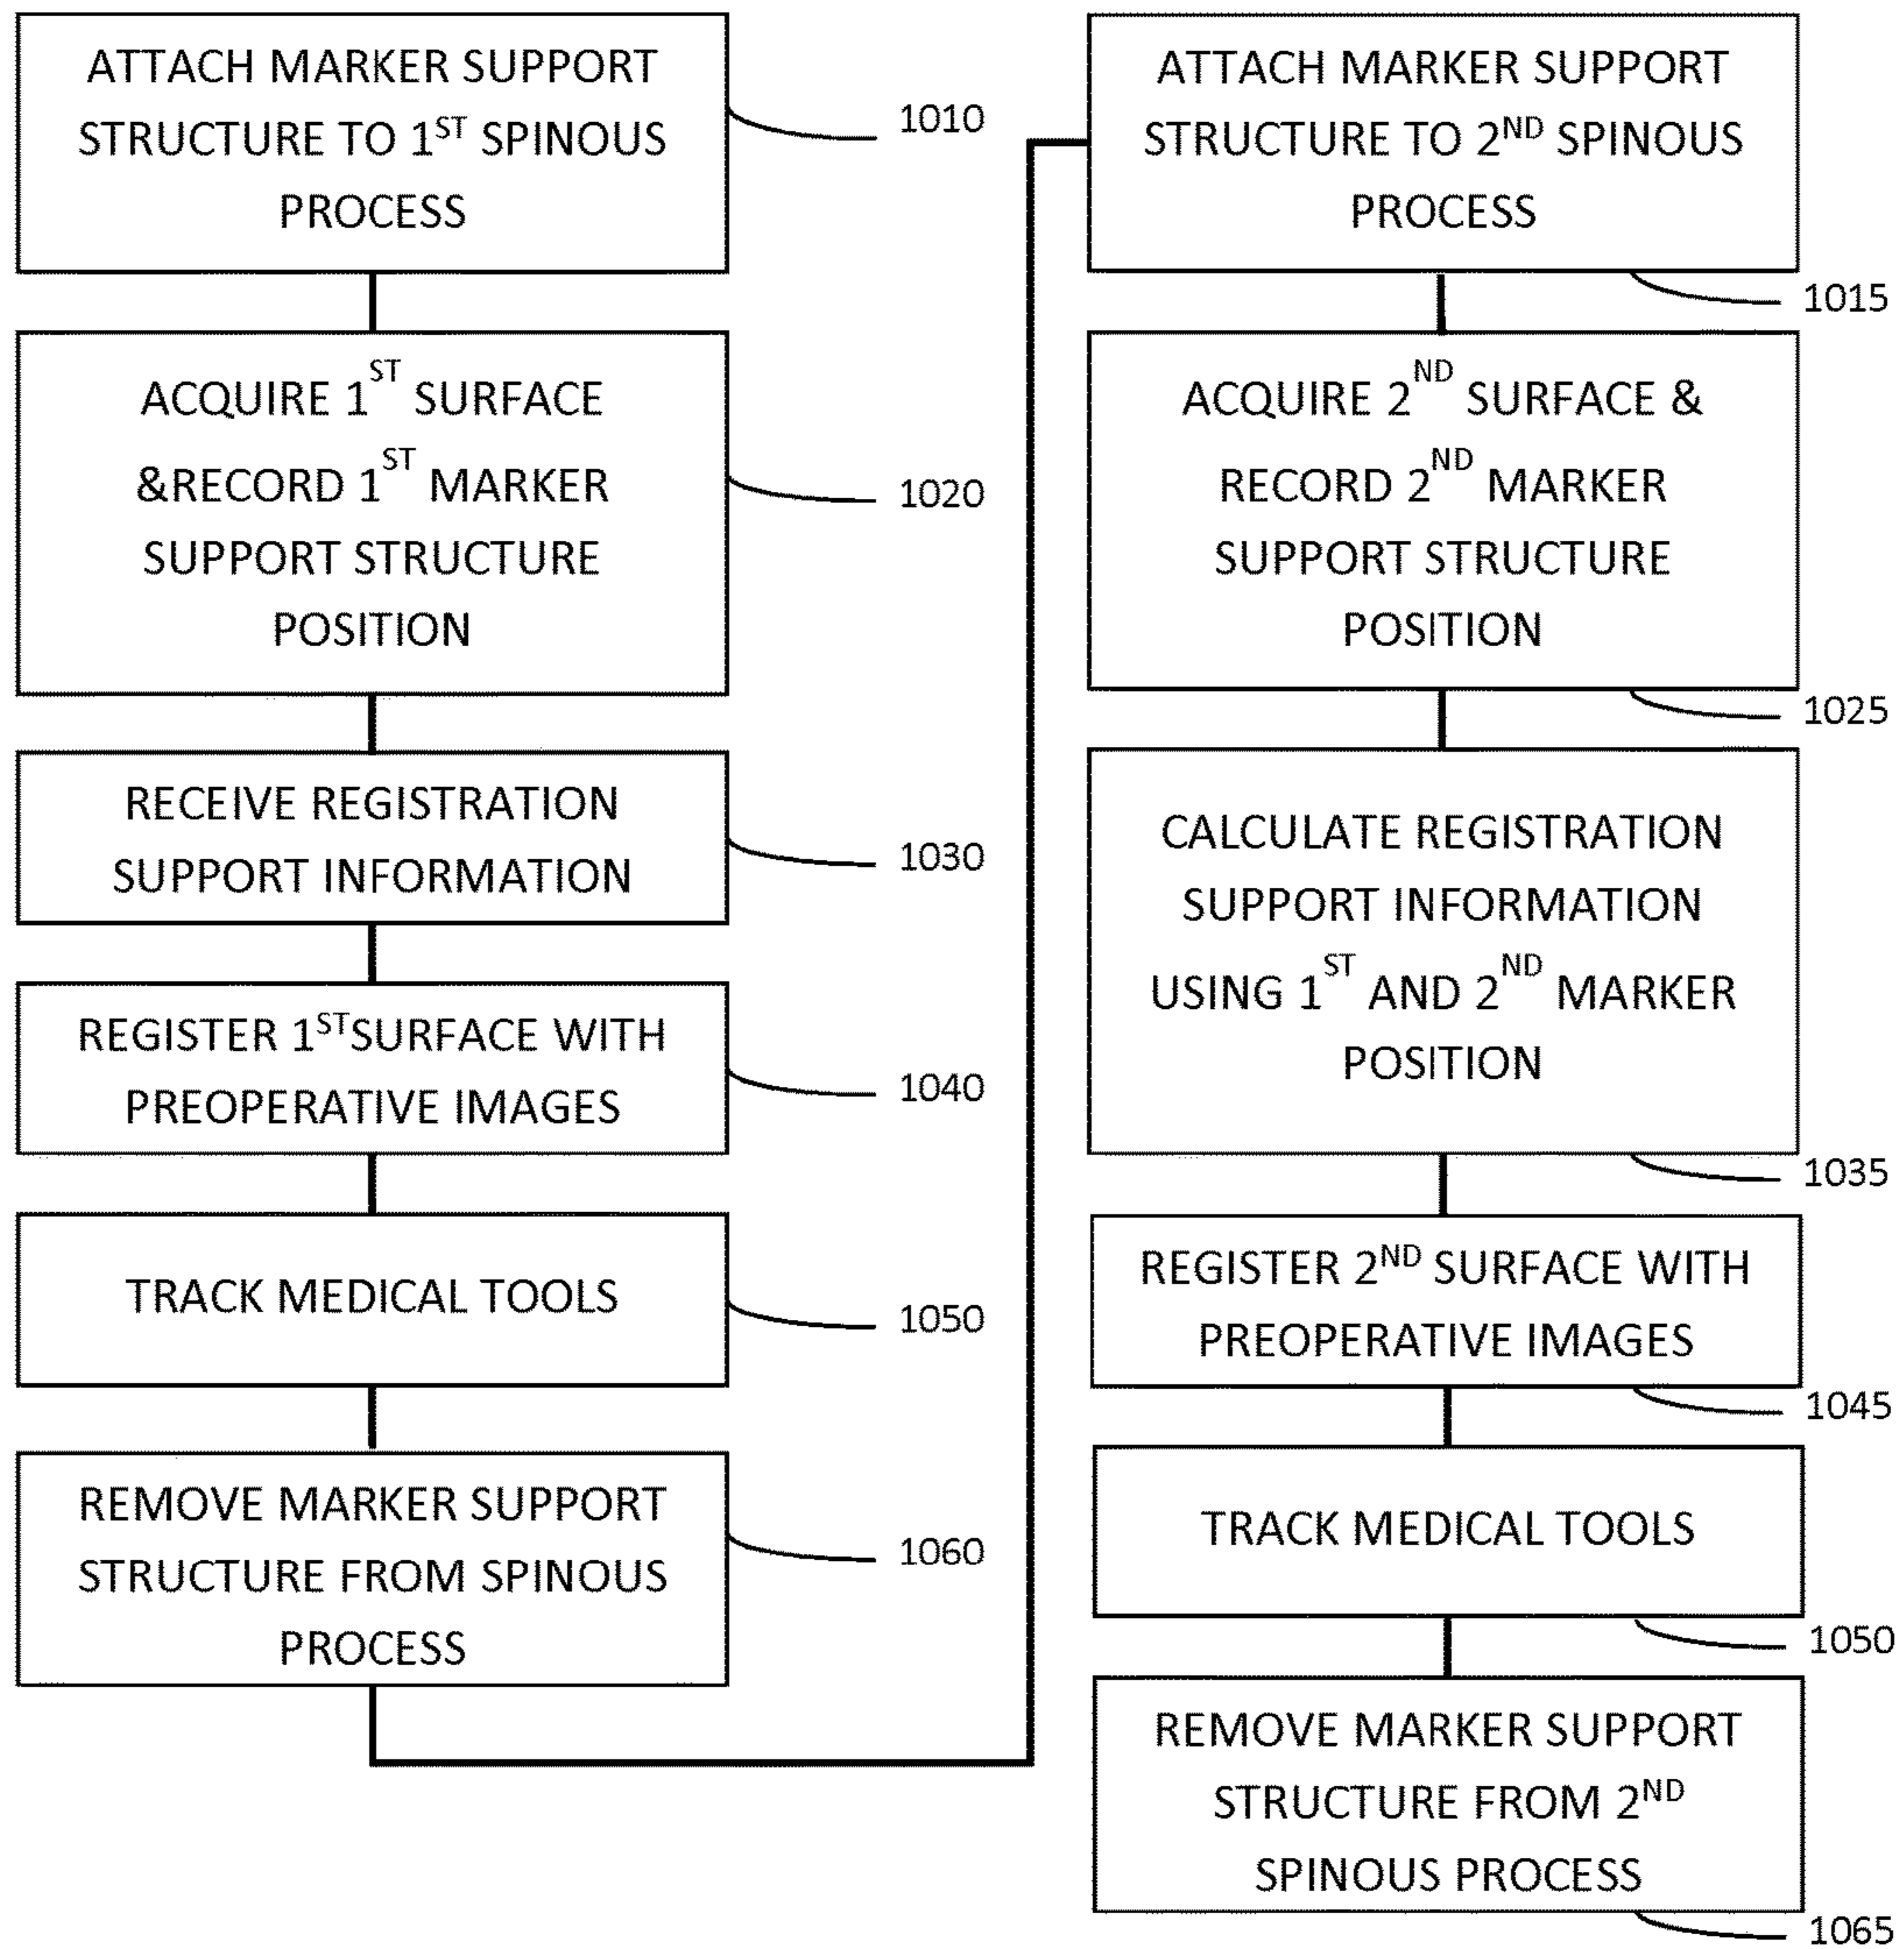 ATTACH MARKER SUPPORT
STRUCTURE TO 1ST SPINOUS
PROCESS
1010
ACQUIRE 1ST SURFACE
&RECORD 1ST MARKER
SUPPORT STRUCTURE
POSITION
1020
RECEIVE REGISTRATION
SUPPORT INFORMATION
1030
REGISTER 1ST SURFACE WITH
PREOPERATIVE IMAGES
1040
TRACK MEDICAL TOOLS
1050
REMOVE MARKER SUPPORT
STRUCTURE FROM SPINOUS
PROCESS
1060
ATTACH MARKER SUPPORT
STRUCTURE TO 2ND SPINOUS
PROCESS
1015
ACQUIRE 2ND SURFACE &
RECORD 2ND MARKER
SUPPORT STRUCTURE
POSITION
1025
CALCULATE REGISTRATION
SUPPORT INFORMATION
USING 1ST AND 2ND MARKER
POSITION
1035
REGISTER 2ND SURFACE WITH
PREOPERATIVE IMAGES
1045
TRACK MEDICAL TOOLS
1050
REMOVE MARKER SUPPORT
STRUCTURE FROM 2ND
SPINOUS PROCESS
1065